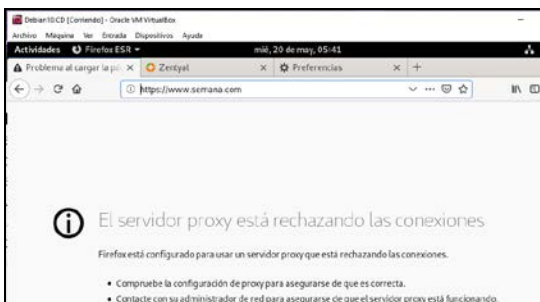 Debian10CD [Corriendo] - Oracle VM VirtualBox
Archivo Máquina Ver Entrada Dispositivos Ayuda
Actividades Firefox ESR mié, 20 de may, 05:41
Problema al cargar la pá Zentyal Preferencias
https://www.semana.com
El servidor proxy está rechazando las conexiones
Firefox está configurado para usar un servidor proxy que está rechazando las conexiones.
• Compruebe la configuración de proxy para asegurarse de que es correcta.
• Contacte con su administrador de red para asegurarse de que el servidor proxy está funcionando.